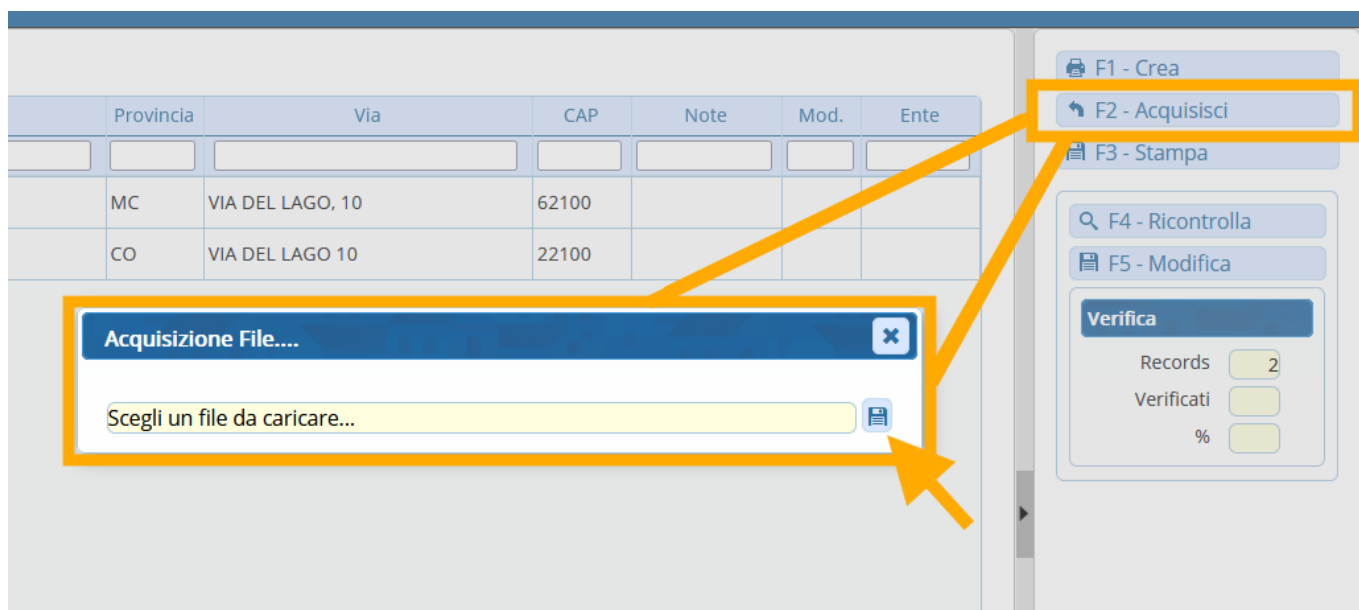 Provincia Via CAP Note Mod. Ente
MC VIA DEL LAGO, 10 62100
CO VIA DEL LAGO 10 22100
Acquisizione File....
Scegli un file da caricare...
F1 - Crea
F2 - Acquisisci
F3 - Stampa
F4 - Ricontrolla
F5 - Modifica
Verifica
Records 2
Verificati
%